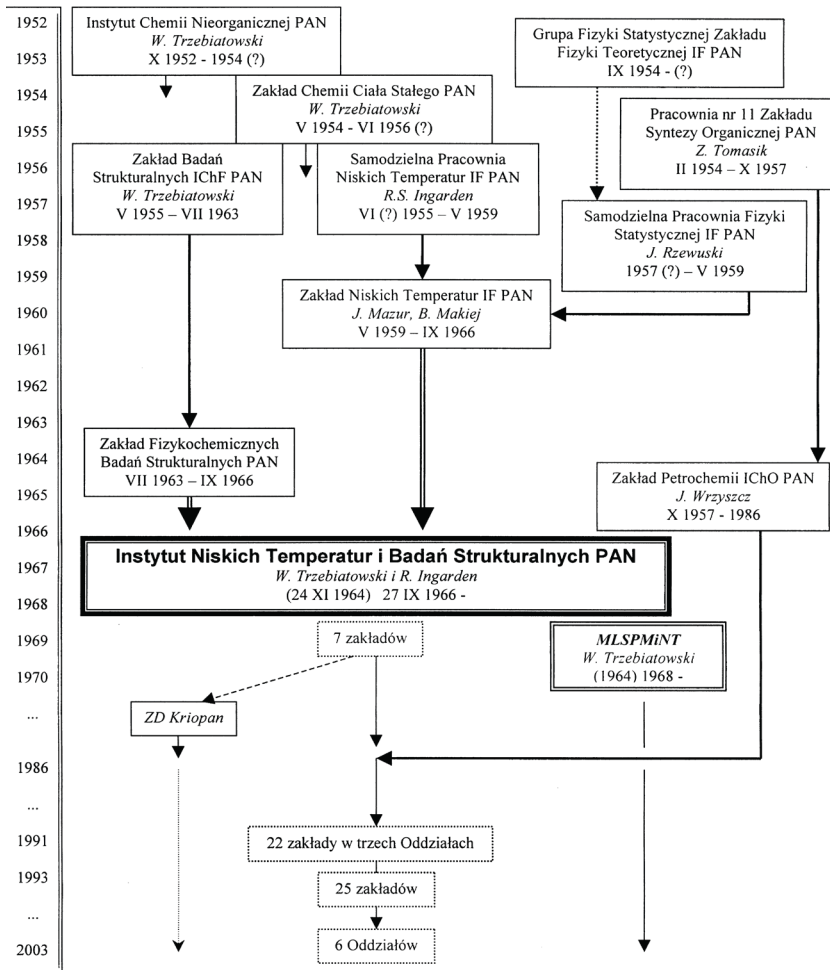 1952
1953
1954
1955
1956
1957
1958
1959
1960
1961
1962
1963
1964
1965
1966
1967
1968
1969
1970
...
1986
...
1991
1993
...
2003
Instytut Chemii Nieorganicznej PAN
W. Trzebiatowski
X 1952 - 1954 (?)
Grupa Fizyki Statystycznej Zakładu
Fizyki Teoretycznej IF PAN
IX 1954 - (?)
Zakład Chemii Ciała Stałego PAN
W. Trzebiatowski
V 1954 - VI 1956 (?)
Pracownia nr 11 Zakładu
Syntezy Organicznej PAN
Z. Tomasik
II 1954 – X 1957
Zakład Badań
Strukturalnych IChF PAN
W. Trzebiatowski
V 1955 – VII 1963
Samodzielna Pracownia
Niskich Temperatur IF PAN
R.S. Ingarden
VI (?) 1955 – V 1959
Samodzielna Pracownia Fizyki
Statystycznej IF PAN
J. Rzewuski
1957 (?) – V 1959
Zakład Niskich Temperatur IF PAN
J. Mazur, B. Makiej
V 1959 – IX 1966
Zakład Fizykochemicznych
Badań Strukturalnych PAN
VII 1963 – IX 1966
Zakład Petrochemii IChO PAN
J. Wrzyszcz
X 1957 - 1986
Instytut Niskich Temperatur i Badań Strukturalnych PAN
W. Trzebiatowski i R. Ingarden
(24 XI 1964) 27 IX 1966 -
7 zakładów
MLSPMiNT
W. Trzebiatowski
(1964) 1968 -
ZD Kriopan
22 zakłady w trzech Oddziałach
25 zakładów
6 Oddziałów